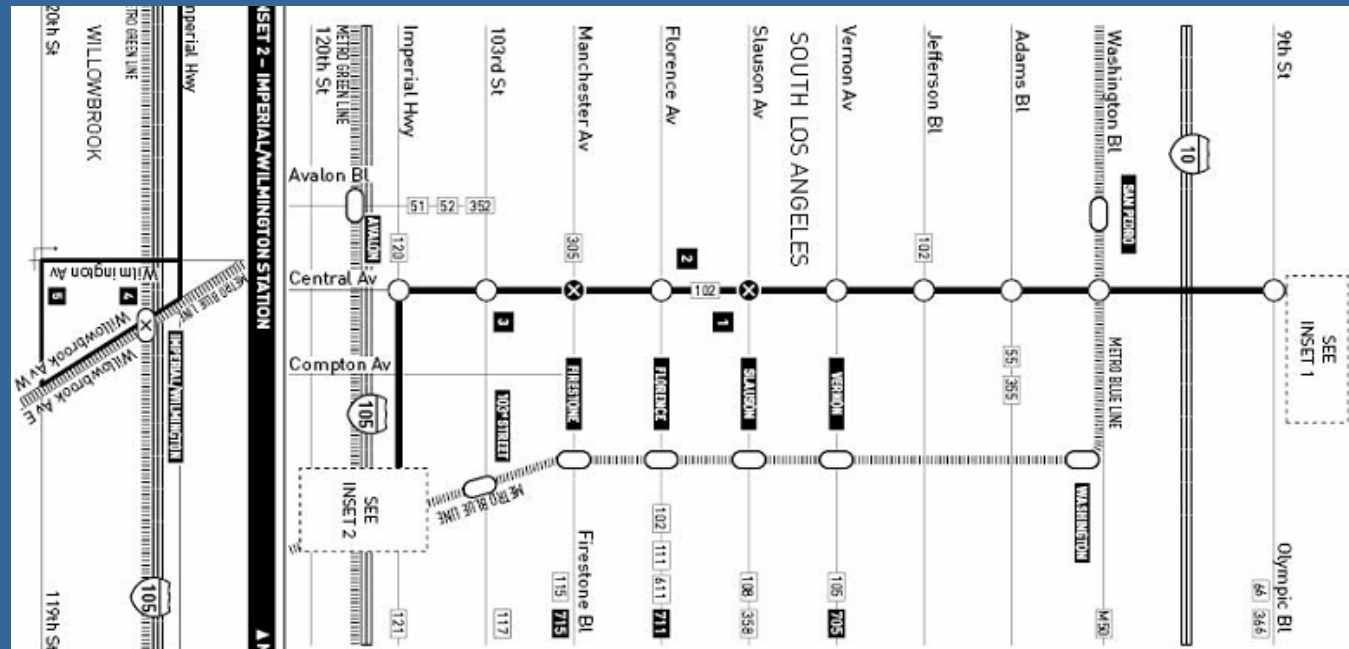 SEE
INSET 1
9th St
Olympic Bl
66 366
10
Washington Bl
SAN PEDRO
METRO BLUE LINE
WASHINGTON
M50
Adams Bl
55 355
Jefferson Bl
102
Vernon Av
VERNON
105 705
SOUTH LOS ANGELES
Slauson Av
1
SLAUSON
108 358
102
2
Florence Av
FLORENCE
102 111 611 711
Manchester Av
305
FIRESTONE
Firestone Bl
115 715
103rd St
51 52 352
3
103rd STREET
METRO BLUE LINE
117
Imperial Hwy
120
121
AVALON
105
SEE
INSET 2
METRO GREEN LINE
120th St
Avalon Bl
Central Av
Compton Av
NSET 2 – IMPERIAL/WILMINGTON STATION
▲ N
mperial Hwy
METRO BLUE LINE
IMPERIAL/WILMINGTON
105
ETRO GREEN LINE
4
Wilmington Av
WILLOWBROOK
Willowbrook Av W
Willowbrook Av E
5
20th St
119th St